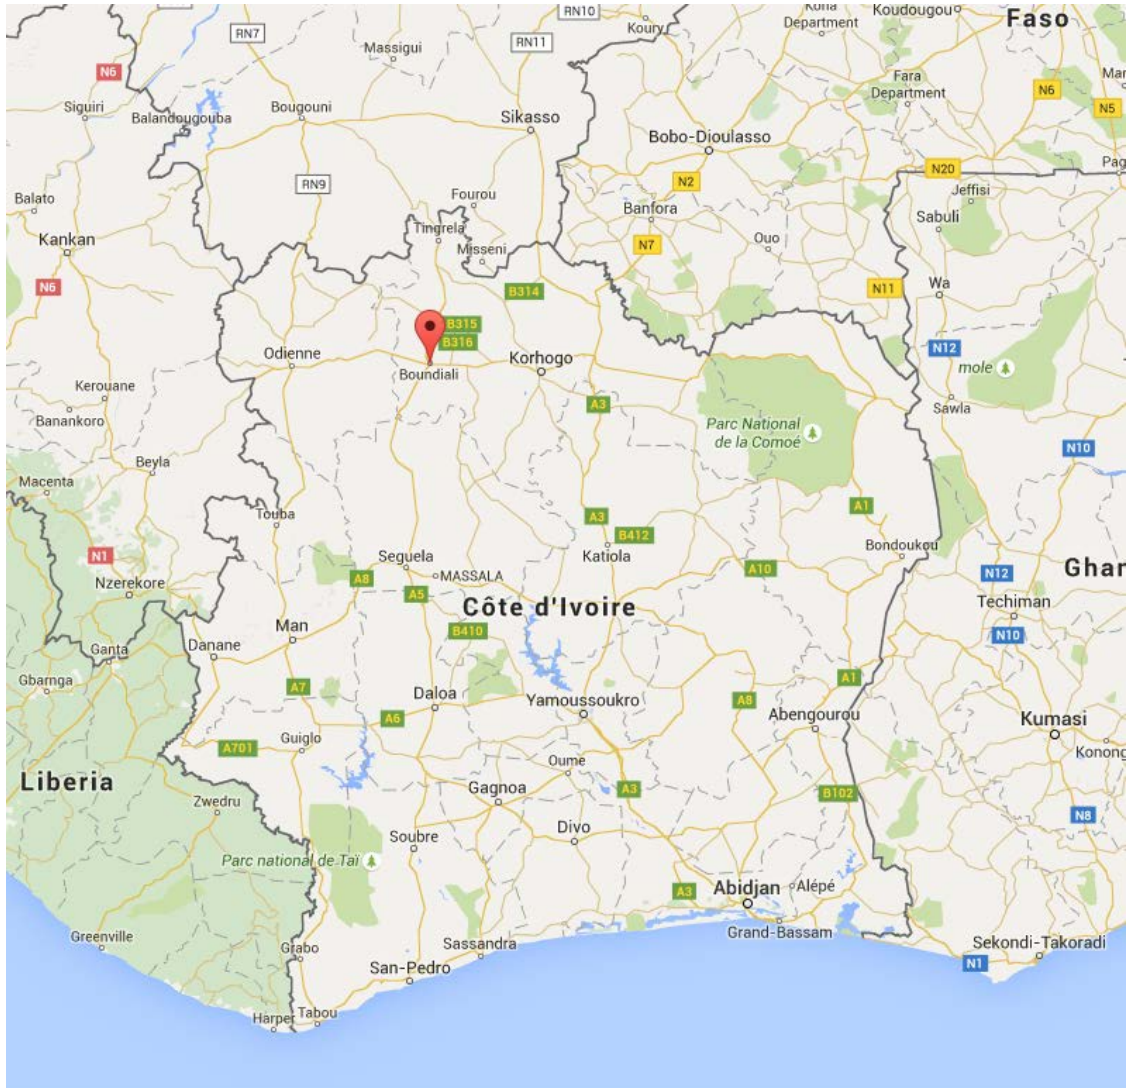 Kona
Department
Koudougou
Faso
RN10
Koury
RN7
Massigui
RN11
N6
Fara
Department
N6
N5
Siguiri
Balandougouba
Bougouni
Sikasso
Bobo-Dioulasso
N20
N2
RN9
Jeffisi
Balato
Fourou
Banfora
Sabuli
Kankan
Tingrela
Misseni
N7
Ouo
N6
B314
N11
Wa
B315
B316
Odienne
Boundiali
Korhogo
N12
mole
Kerouane
Banankoro
A3
Sawla
Parc National
de la Comoé
N10
Beyla
Macenta
Touba
A3
A1
B412
Katiola
Bondoukou
N1
Seguela
MASSALA
A8
A10
N12
Nzerekore
A5
Côte d'Ivoire
Techiman
Man
B410
N10
Danane
Ganta
Gbarnga
A7
Daloa
Yamoussoukro
A8
A1
A6
Abengourou
Kumasi
Guiglo
A701
Oume
Liberia
Gagnoa
A3
B102
Zwedru
N8
Soubre
Divo
Parc national de Taï
A3
Abidjan
Alépé
Greenville
Grabo
Sassandra
Grand-Bassam
Sekondi-Takoradi
San-Pedro
N1
Harper
Tabou